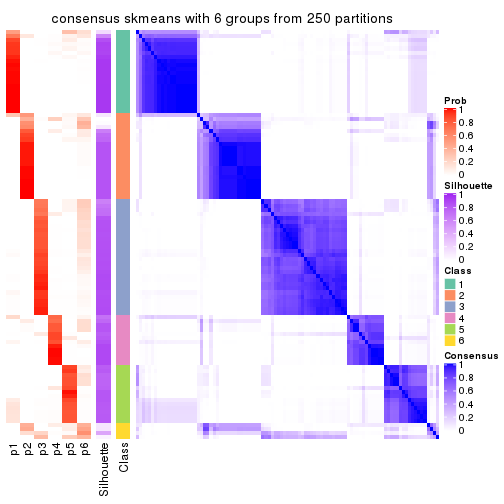 consensus skmeans with 6 groups from 250 partitions
Prob
1
0.8
0.6
0.4
0.2
0
Silhouette
1
0.8
0.6
0.4
0.2
0
Class
1
2
3
4
5
6
Consensus
1
0.8
0.6
0.4
0.2
0
p1
p2
p3
p4
p5
p6
Silhouette
Class